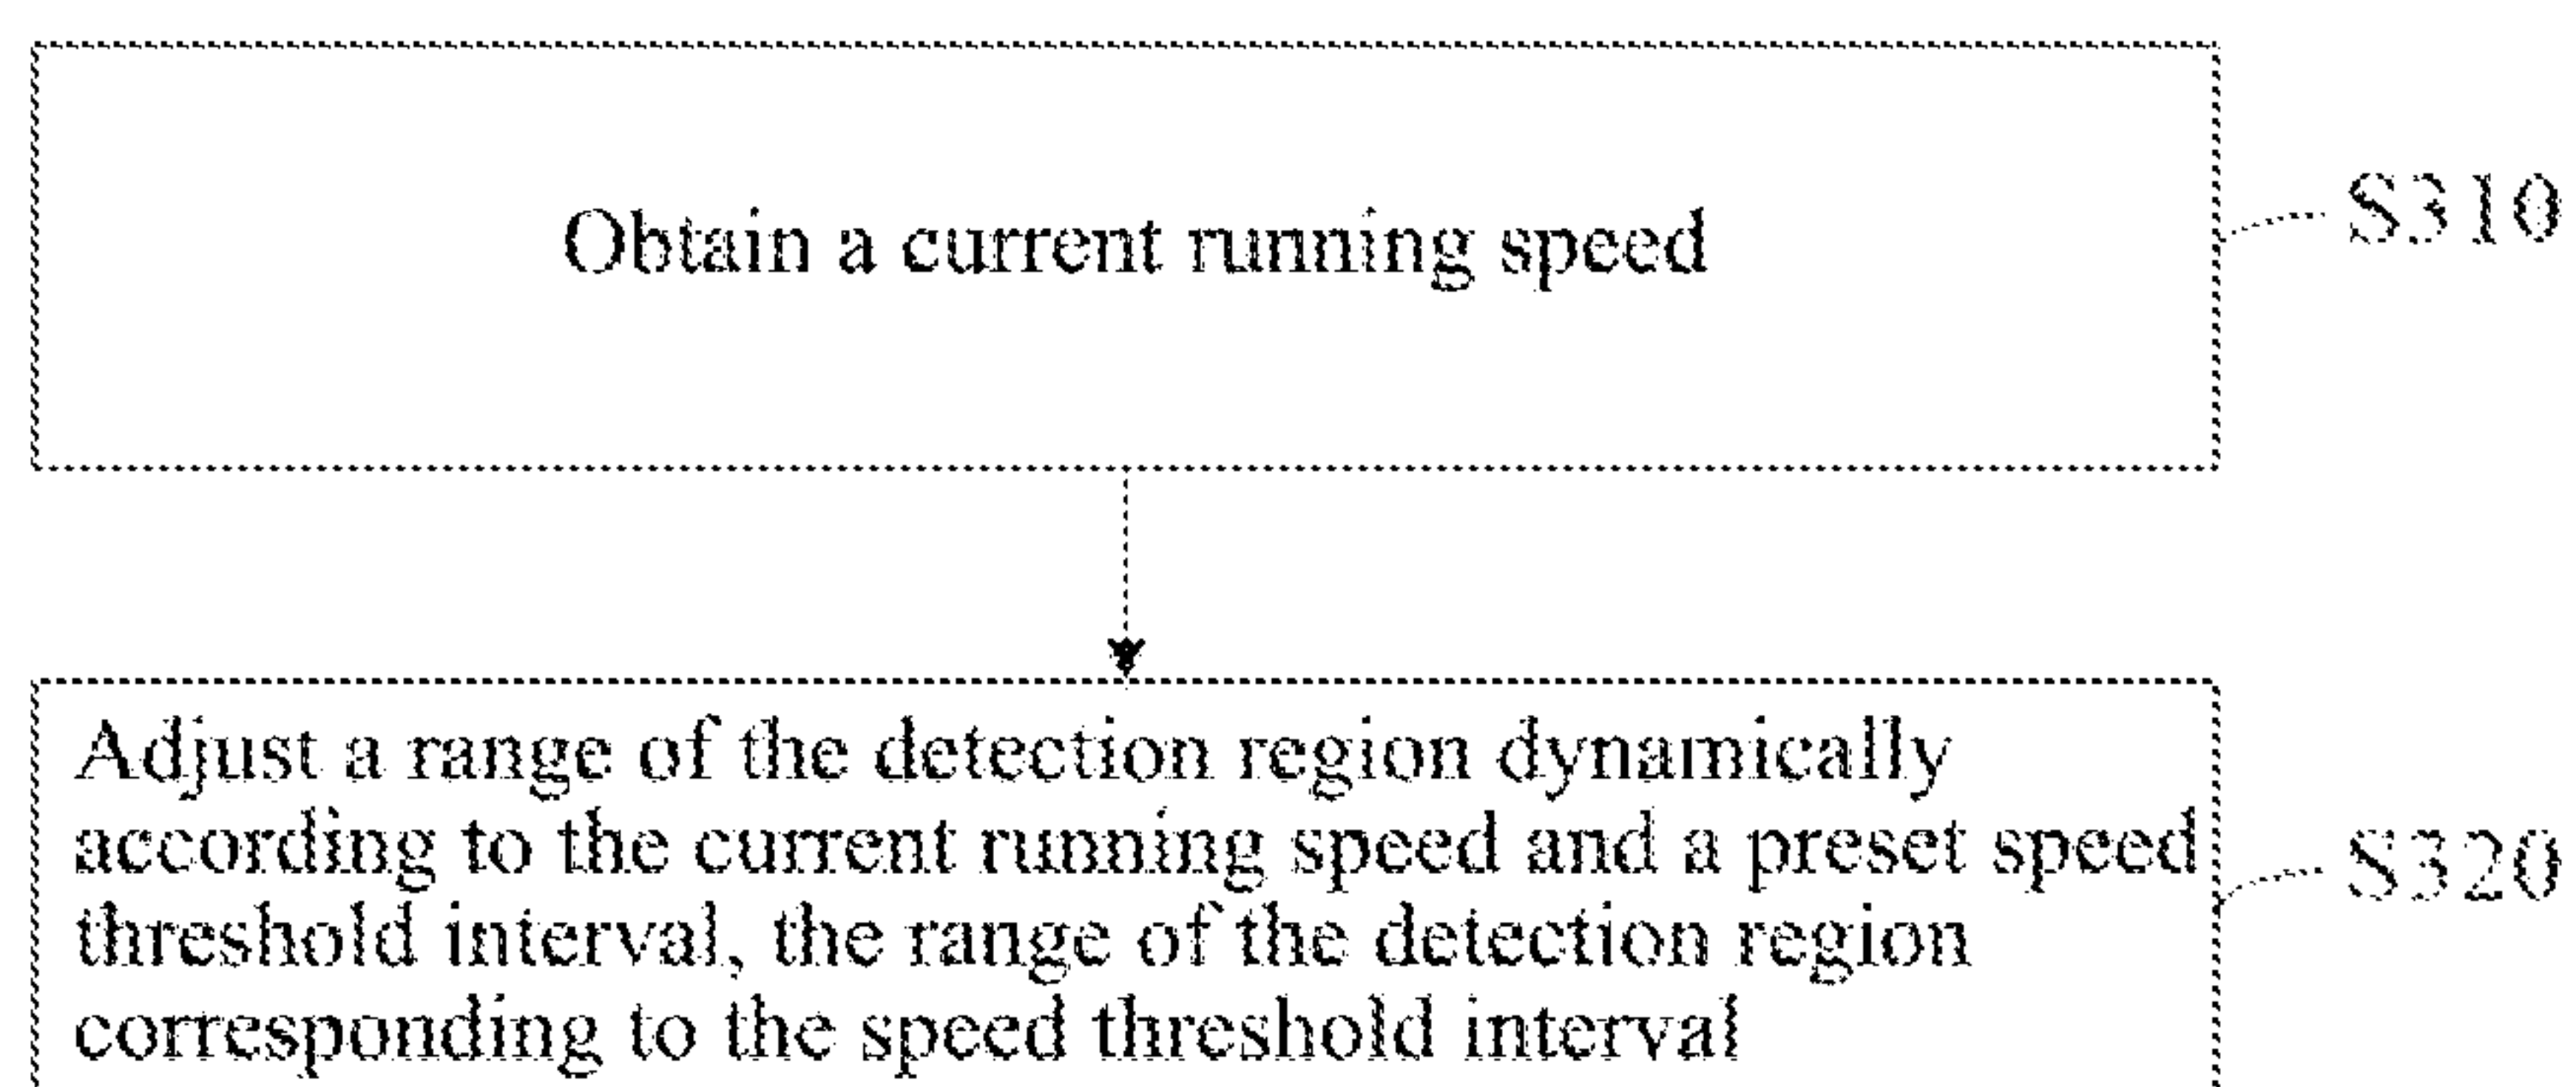 Obtain a current running speed
S310
Adjust a range of the detection region dynamically
according to the current running speed and a preset speed
threshold interval, the range of the detection region
corresponding to the speed threshold interval
S320